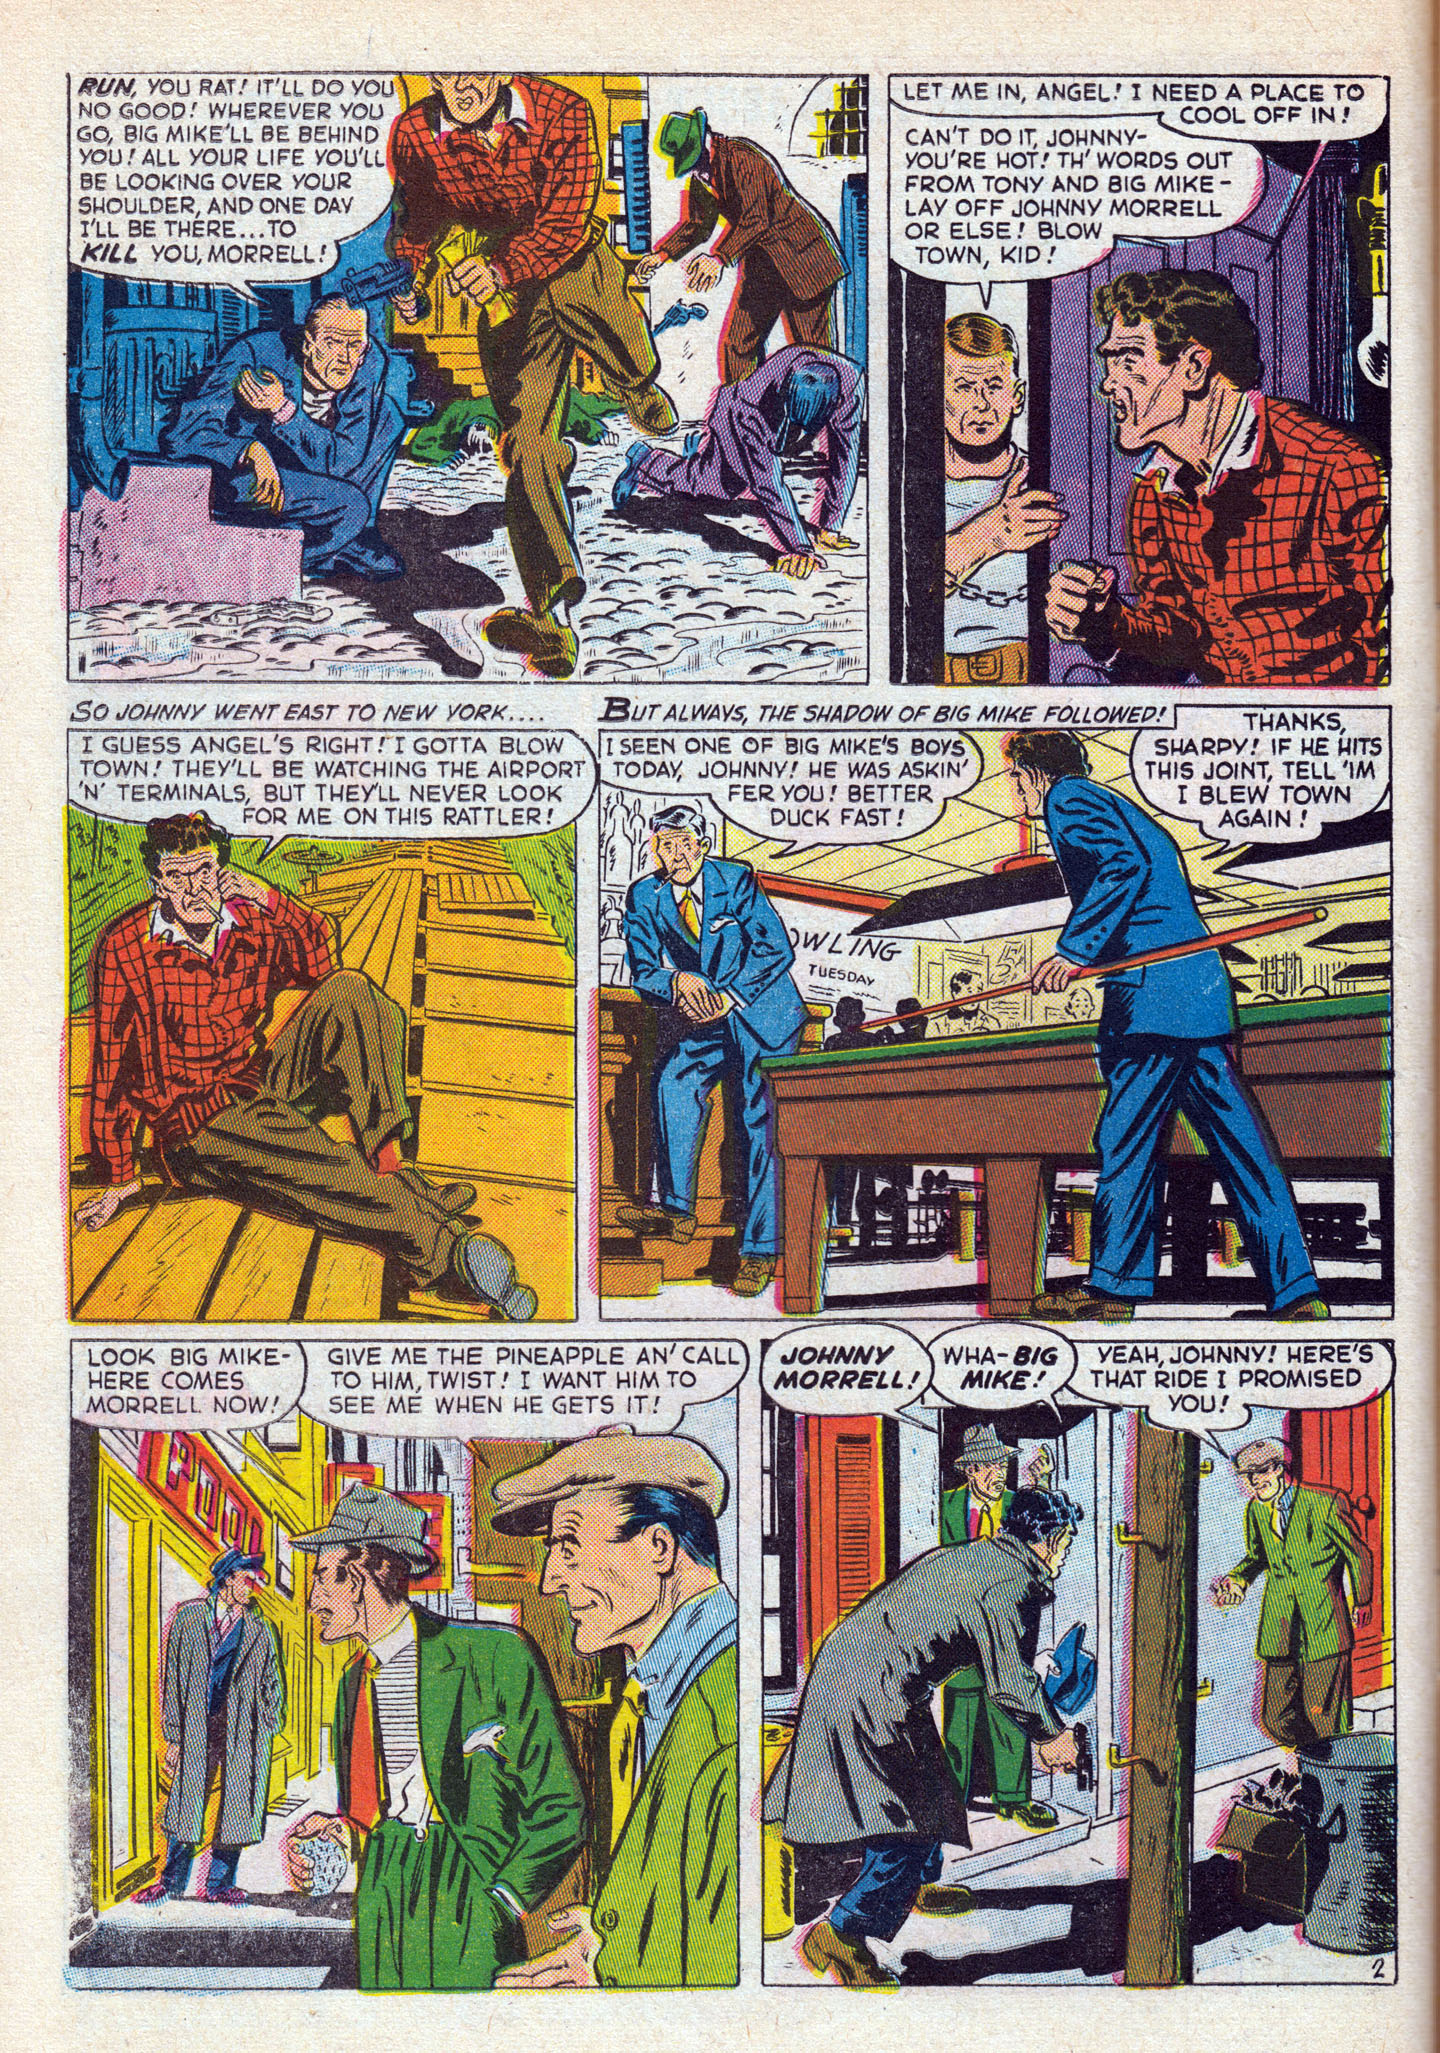 RUN, YOU RAT! IT'LL DO YOU
NO GOOD! WHEREVER YOU
GO, BIG MIKE'LL BE BEHIND
YOU! ALL YOUR LIFE YOU'LL
BE LOOKING OVER YOUR
SHOULDER, AND ONE DAY
I'LL BE THERE...TO
KILL YOU, MORRELL!
LET ME IN, ANGEL! I NEED A PLACE TO
COOL OFF IN!
CAN'T DO IT, JOHNNY-
YOU'RE HOT! TH' WORDS OUT
FROM TONY AND BIG MIKE-
LAY OFF JOHNNY MORRELL
OR ELSE! BLOW
TOWN, KID!
SO JOHNNY WENT EAST TO NEW YORK....
I GUESS ANGEL'S RIGHT! I GOTTA BLOW
TOWN! THEY'LL BE WATCHING THE AIRPORT
'N' TERMINALS, BUT THEY'LL NEVER LOOK
FOR ME ON THIS RATTLER!
BUT ALWAYS, THE SHADOW OF BIG MIKE FOLLOWED!
I SEEN ONE OF BIG MIKE'S BOYS
TODAY, JOHNNY! HE WAS ASKIN'
FER YOU! BETTER
DUCK FAST!
THANKS,
SHARPY! IF HE HITS
THIS JOINT, TELL 'IM
I BLEW TOWN
AGAIN!
OWLING
TUESDAY
LOOK BIG MIKE-
HERE COMES
MORRELL NOW!
GIVE ME THE PINEAPPLE AN' CALL
TO HIM, TWIST! I WANT HIM TO
SEE ME WHEN HE GETS IT!
POOL
JOHNNY
MORRELL!
WHA-BIG
MIKE!
YEAH, JOHNNY! HERE'S
THAT RIDE I PROMISED
YOU!
2